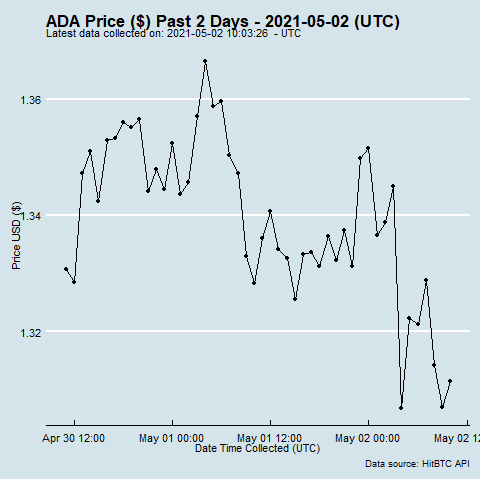 ADA Price ($) Past 2 Days - 2021-05-02 (UTC)
Latest data collected on: 2021-05-02 10:03:26 - UTC
1.36
1.34
1.32
Price USD ($)
Apr 30 12:00 May 01 00:00 May 01 12:00 May 02 00:00 May 02 12
Date Time Collected (UTC)
Data source: HitBTC API